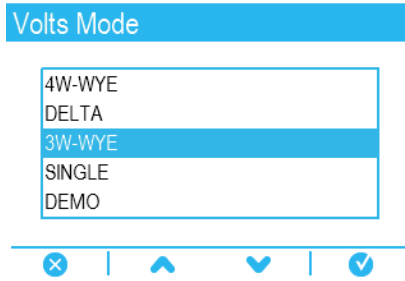 Volts Mode
4W-WYE
DELTA
3W-WYE
SINGLE
DEMO